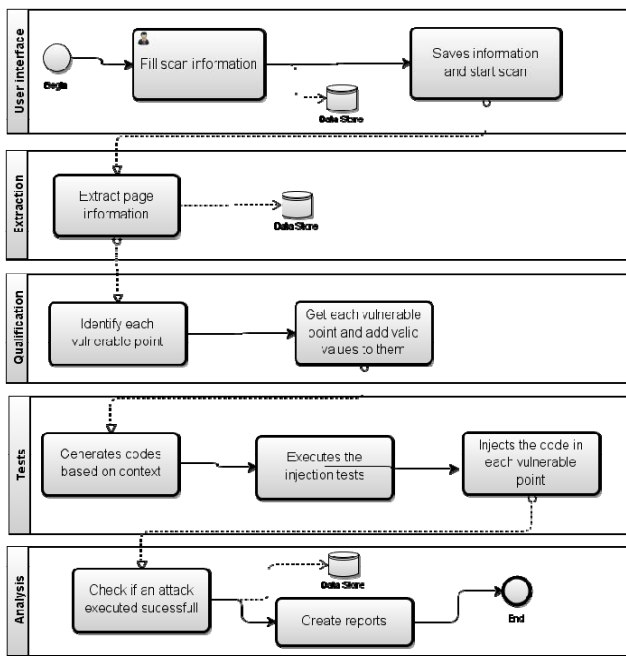 User interface
Begin
Fill scan information
Data Store
Saves information
and start scan
Extraction
Extract page
information
Data Store
Qualification
Identify each
vulnerable point
Get each vulnerable
point and add valid
values to them
Tests
Generates codes
based on context
Executes the
injection tests
Injects the code in
each vulnerable
point
Analysis
Check if an attack
executed sucessfull
Data Store
Create reports
End